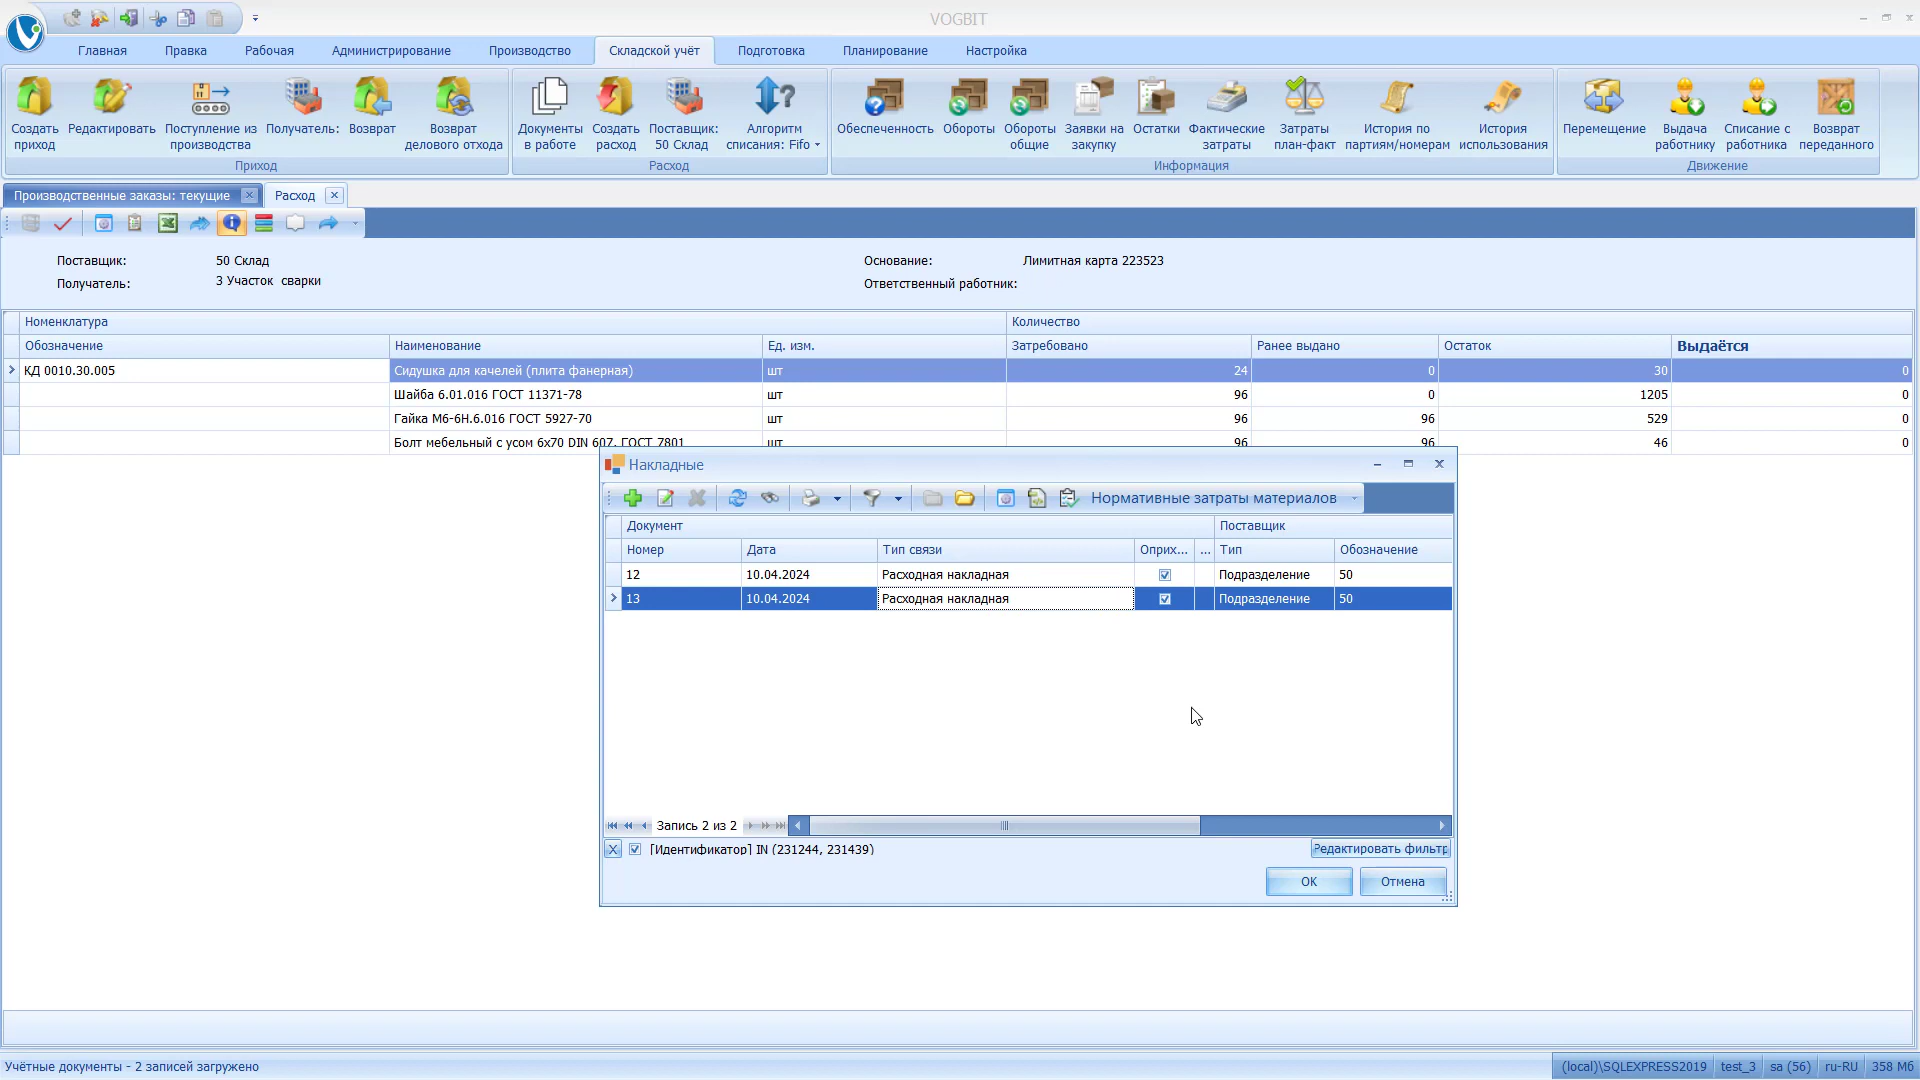 VOGBIT
Главная Правка Рабочая Администрирование Производство Складской учёт Подготовка Планирование Настройка
Создать приход
Редактировать
Поступление из производства
Получатель:
Возврат
Возврат делового отхода
Приход
Документы в работе
Создать расход
Поставщик: 50 Склад
Алгоритм списания: Fifo
Расход
Обеспеченность
Обороты
Обороты общие
Заявки на закупку
Остатки
Фактические затраты
Затраты план-факт
История по партиям/номерам
История использования
Информация
Перемещение
Выдача работнику
Списание с работника
Возврат переданного
Движение
Производственные заказы: текущие Расход
Поставщик: 50 Склад Основание: Лимитная карта 223523
Получатель: 3 Участок сварки Ответственный работник:
Номенклатура Количество
Обозначение Наименование Ед. изм. Затребовано Ранее выдано Остаток Выдаётся
КД 0010.30.005 Сидушка для качелей (плита фанерная) шт 24 0 30 0
Шайба 6.01.016 ГОСТ 11371-78 шт 96 0 1205 0
Гайка М6-6Н.6.016 ГОСТ 5927-70 шт 96 96 529 0
Болт мебельный с усом 6х70 DIN 607, ГОСТ 7801 шт 96 96 46 0
Накладные
Нормативные затраты материалов
Документ Поставщик
Номер Дата Тип связи Оприх... ... Тип Обозначение
12 10.04.2024 Расходная накладная Подразделение 50
13 10.04.2024 Расходная накладная Подразделение 50
Запись 2 из 2
[Идентификатор] IN (231244, 231439) Редактировать фильтр
OK Отмена
Учётные документы - 2 записей загружено (local)\SQLEXPRESS2019 test_3 sa (56) ru-RU 358 Мб